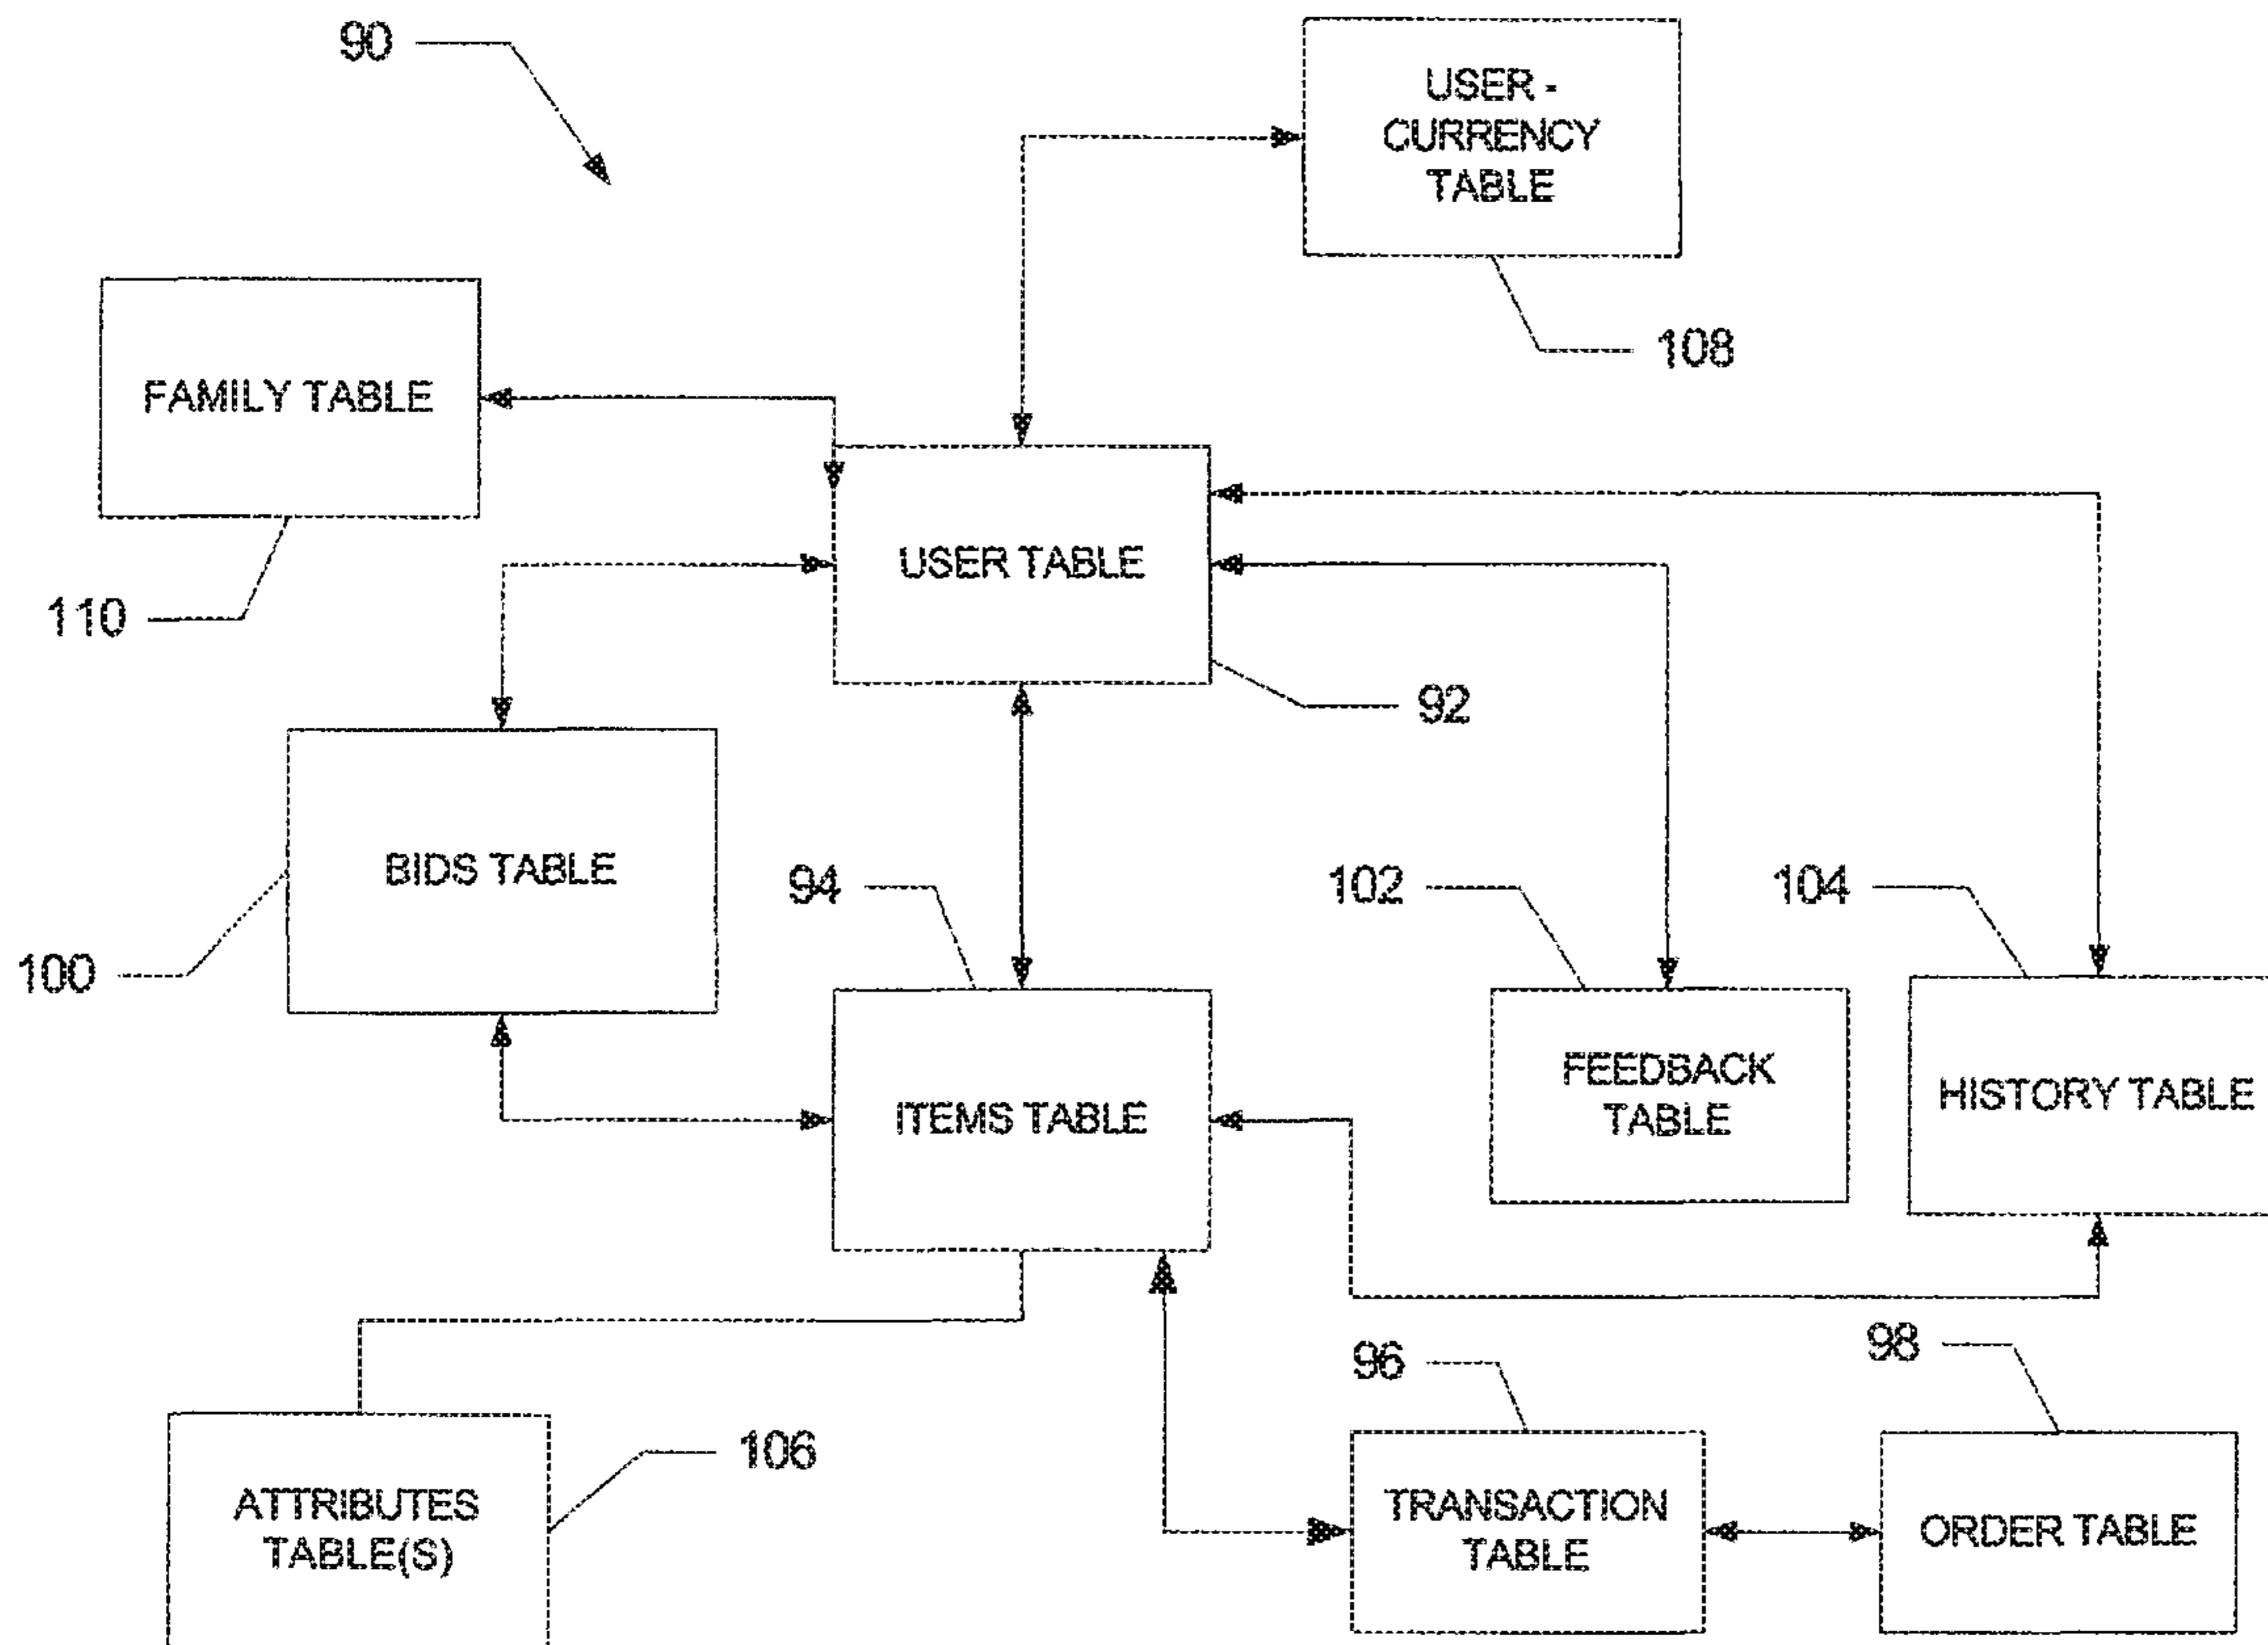 90
USER -
CURRENCY
TABLE
108
FAMILY TABLE
110
USER TABLE
92
BIDS TABLE
100
94
102
104
ITEMS TABLE
FEEDBACK
TABLE
HISTORY TABLE
96
98
106
ATTRIBUTES
TABLE(S)
TRANSACTION
TABLE
ORDER TABLE